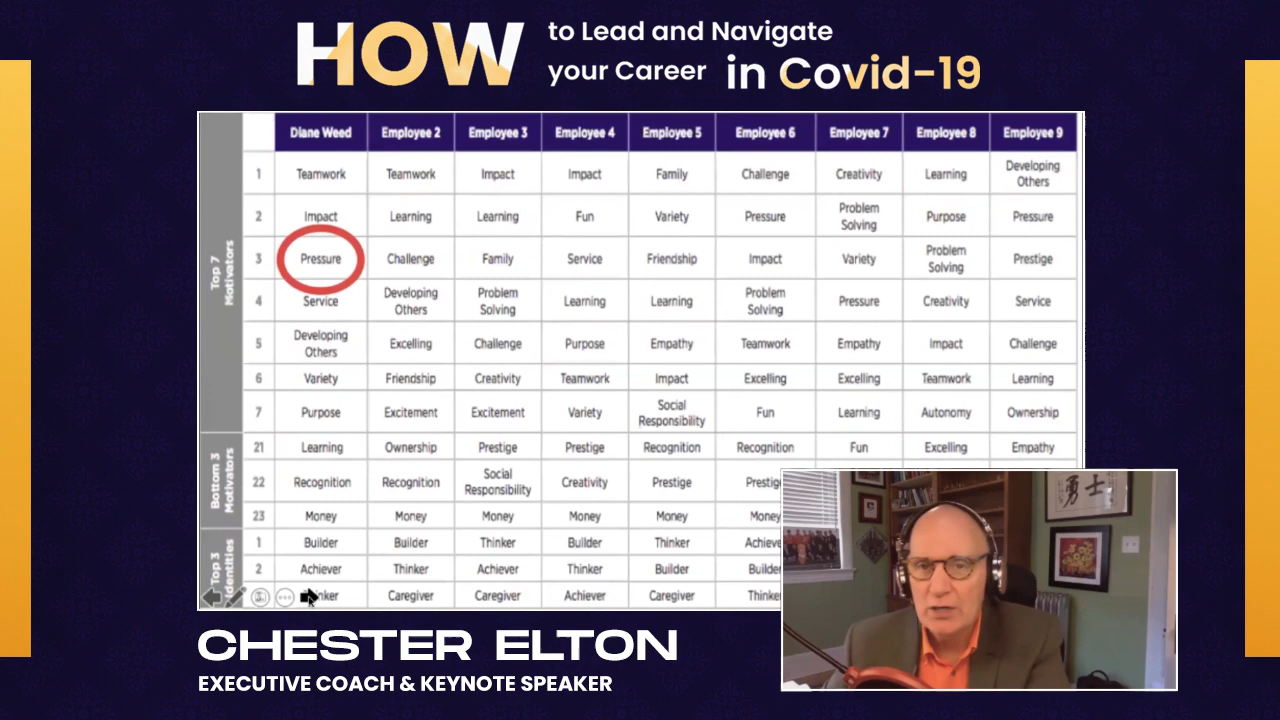 HOW to Lead and Navigate
your Career in Covid-19
Diane Weed Employee 2 Employee 3 Employee 4 Employee 5 Employee 6 Employee 7 Employee 8 Employee 9
Top 7
Motivators
1 Teamwork Teamwork Impact Impact Family Challenge Creativity Learning Developing Others
2 Impact Learning Learning Fun Variety Pressure Problem Solving Purpose Pressure
3 Pressure Challenge Family Service Friendship Impact Variety Problem Solving Prestige
4 Service Developing Others Problem Solving Learning Learning Problem Solving Pressure Creativity Service
5 Developing Others Excelling Challenge Purpose Empathy Teamwork Empathy Impact Challenge
6 Variety Friendship Creativity Teamwork Impact Excelling Excelling Teamwork Learning
7 Purpose Excitement Excitement Variety Social Responsibility Fun Learning Autonomy Ownership
Bottom 3
Motivators
21 Learning Ownership Prestige Prestige Recognition Recognition Fun Excelling Empathy
22 Recognition Recognition Social Responsibility Creativity Prestige Prestig
23 Money Money Money Money Money Money
Top 3
Identities
1 Builder Builder Thinker Builder Thinker Achieve
2 Achiever Thinker Achiever Thinker Builder Builde
nker Caregiver Caregiver Achiever Caregiver Thinke
勇士
CHESTER ELTON
EXECUTIVE COACH & KEYNOTE SPEAKER